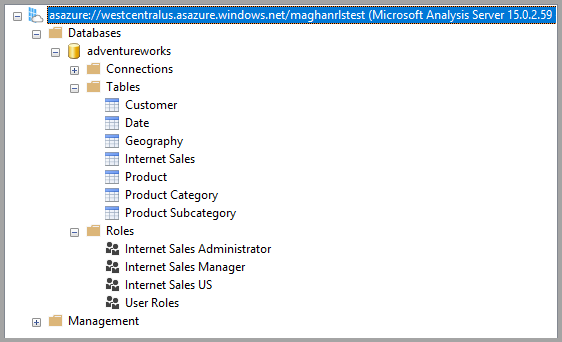 asazure://westcentralus.asazure.windows.net/maghanrlstest (Microsoft Analysis Server 15.0.2.59
Databases
adventureworks
Connections
Tables
Customer
Date
Geography
Internet Sales
Product
Product Category
Product Subcategory
Roles
Internet Sales Administrator
Internet Sales Manager
Internet Sales US
User Roles
Management